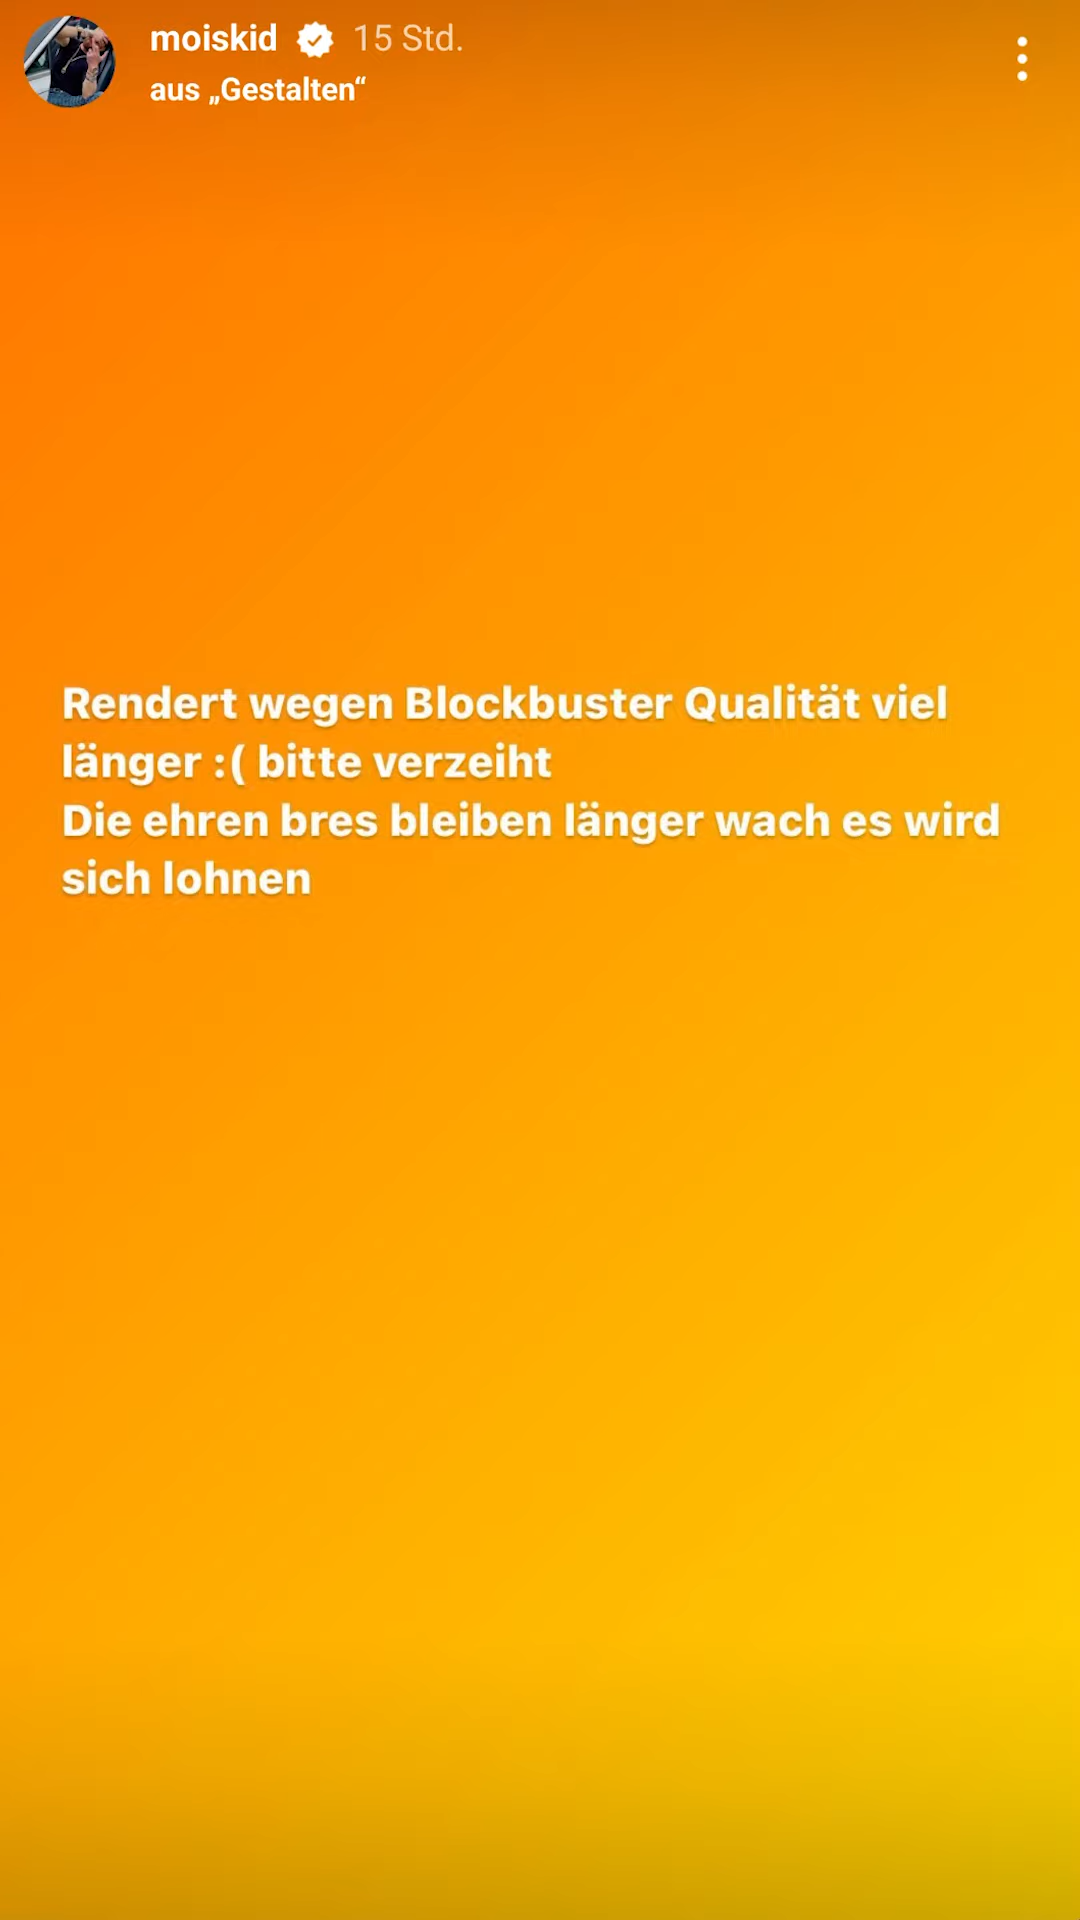 moiskid 15 Std.
aus „Gestalten“
Rendert wegen Blockbuster Qualität viel
länger :( bitte verzeiht
Die ehren bres bleiben länger wach es wird
sich lohnen